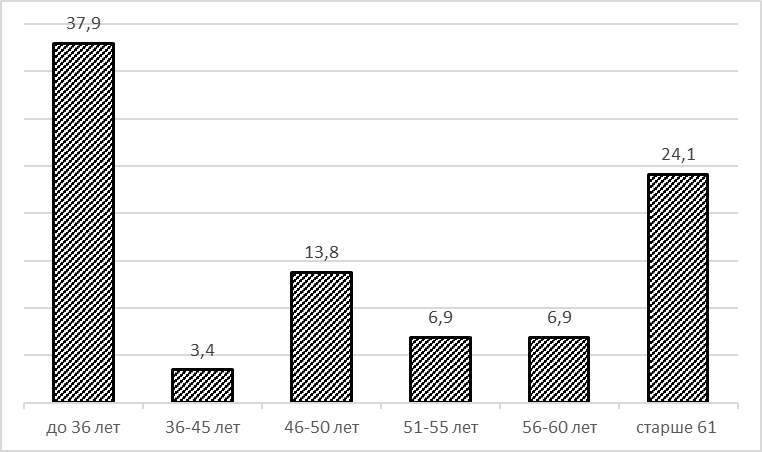 37,9
24,1
13,8
6,9
6,9
3,4
до 36 лет
36-45 лет
46-50 лет
51-55 лет
56-60 лет
старше 61